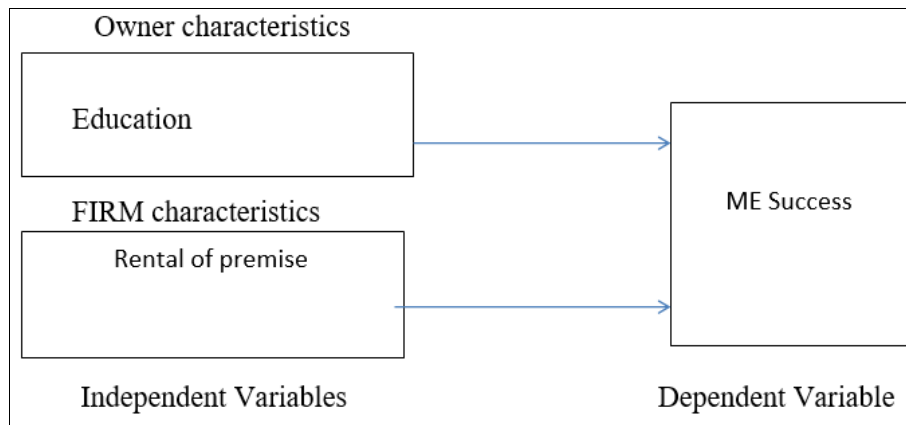 Owner characteristics
Education
FIRM characteristics
Rental of premise
ME Success
Independent Variables
Dependent Variable